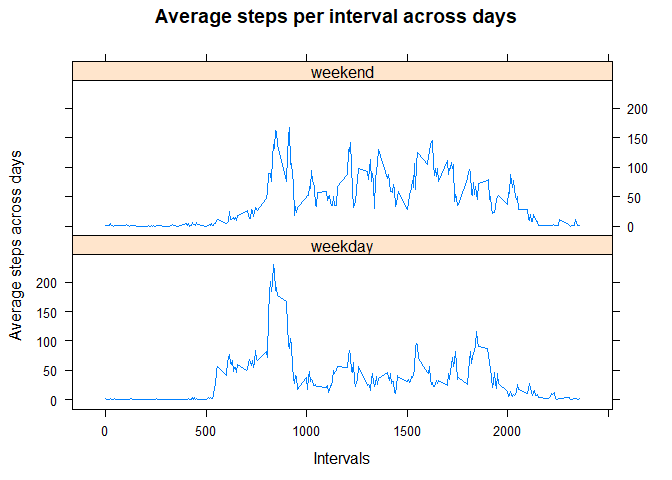 Average steps per interval across days
weekend
200
150
100
50
0
weekday
200
150
100
50
0
0 500 1000 1500 2000
Intervals
Average steps across days